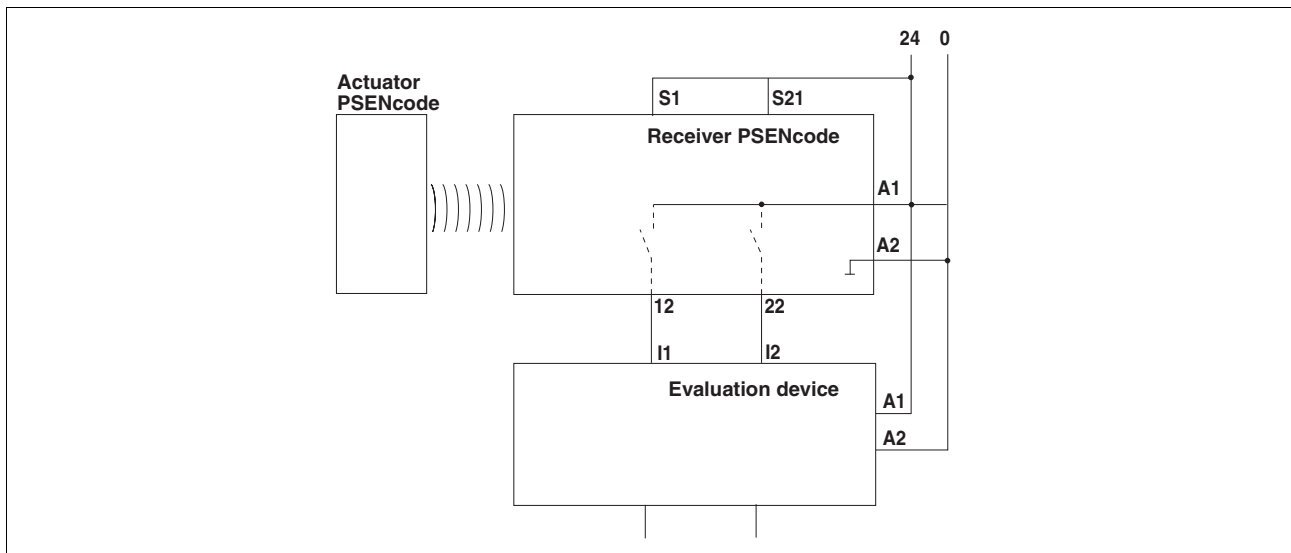 24 0
Actuator
PSENcode
S1 S21
Receiver PSENcode
A1
A2
12 22
I1 I2
Evaluation device
A1
A2